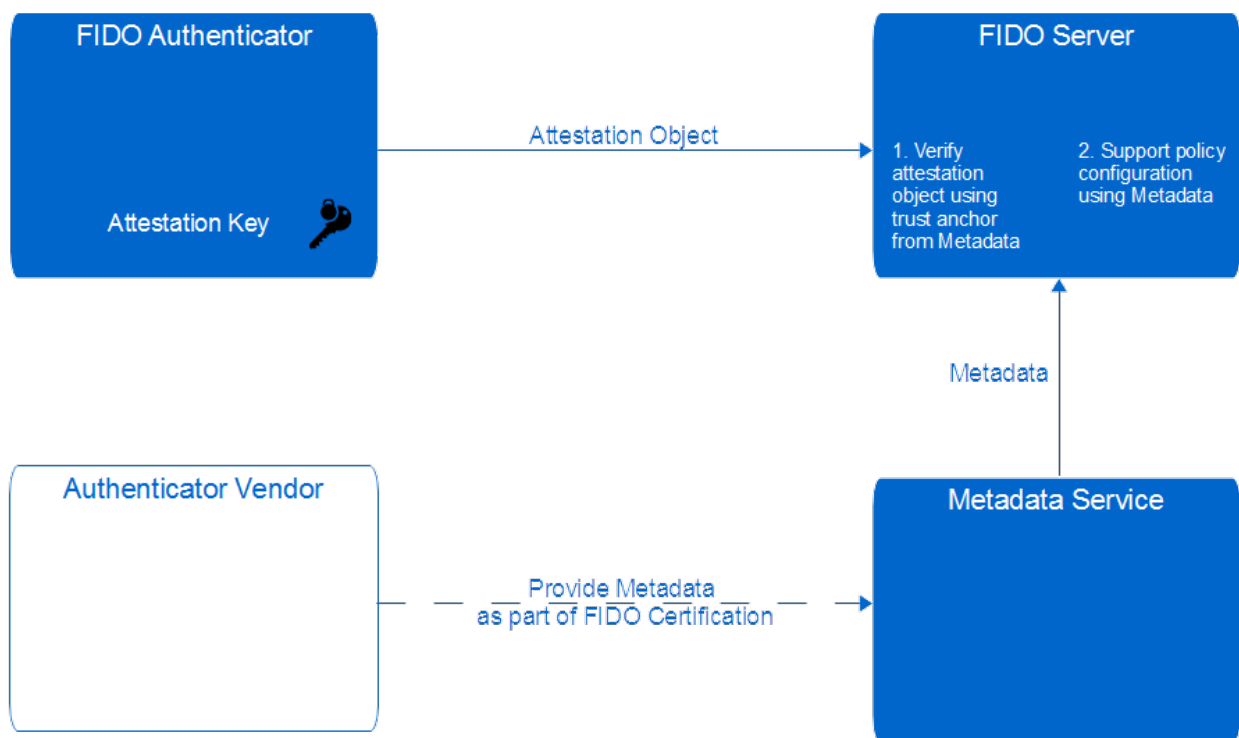 FIDO Authenticator
Attestation Key
Attestation Object
FIDO Server
1. Verify
attestation
object using
trust anchor
from Metadata
2. Support policy
configuration
using Metadata
Metadata
Authenticator Vendor
Provide Metadata
as part of FIDO Certification
Metadada Service